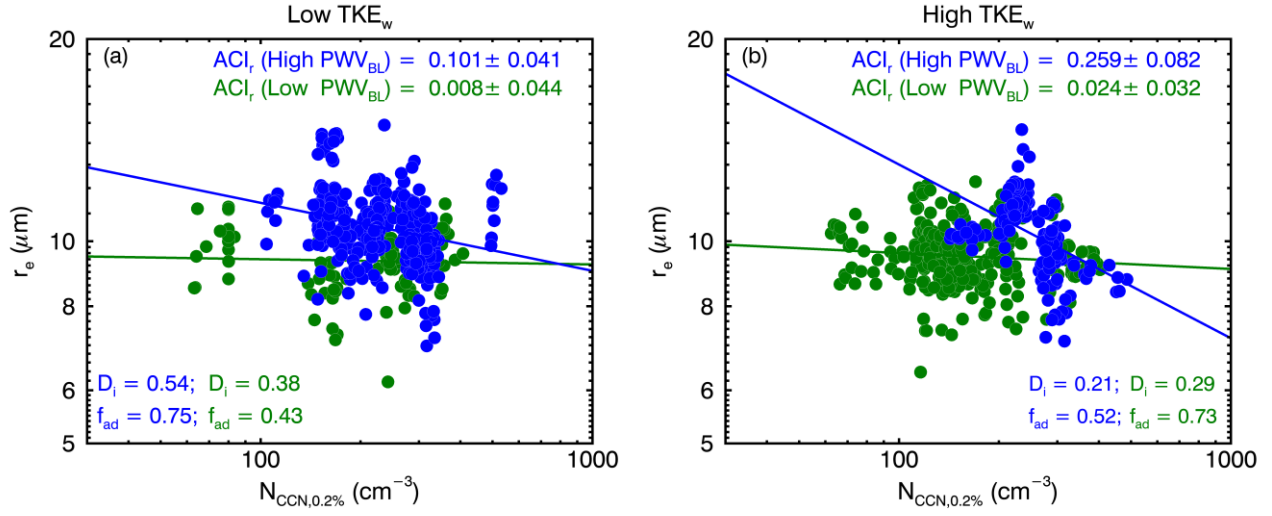 Low TKE_w
(a)
ACI_r (High PWV_BL) = 0.101± 0.041
ACI_r (Low PWV_BL) = 0.008± 0.044
20
10
8
6
5
r_e (μm)
D_i = 0.54; D_i = 0.38
f_ad = 0.75; f_ad = 0.43
100
1000
N_CCN,0.2% (cm⁻³)
High TKE_w
(b)
ACI_r (High PWV_BL) = 0.259± 0.082
ACI_r (Low PWV_BL) = 0.024± 0.032
20
10
8
6
5
r_e (μm)
D_i = 0.21; D_i = 0.29
f_ad = 0.52; f_ad = 0.73
100
1000
N_CCN,0.2% (cm⁻³)